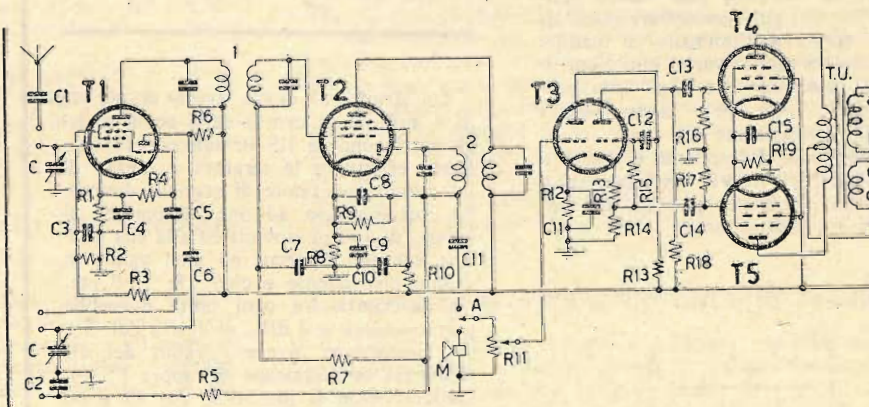 T4
1
T1
T2
T3
C13
T.U.
C1
R6
C12
R16
C15
R19
2
C
R4
R1
C3
C4
C5
C8
R9
R12
R13
R15
R17
R2
C11
R14
C14
C7
R8
C9
C10
R10
C11
R3
C6
R13
R18
T5
A
C
M
R11
C2
R5
R7